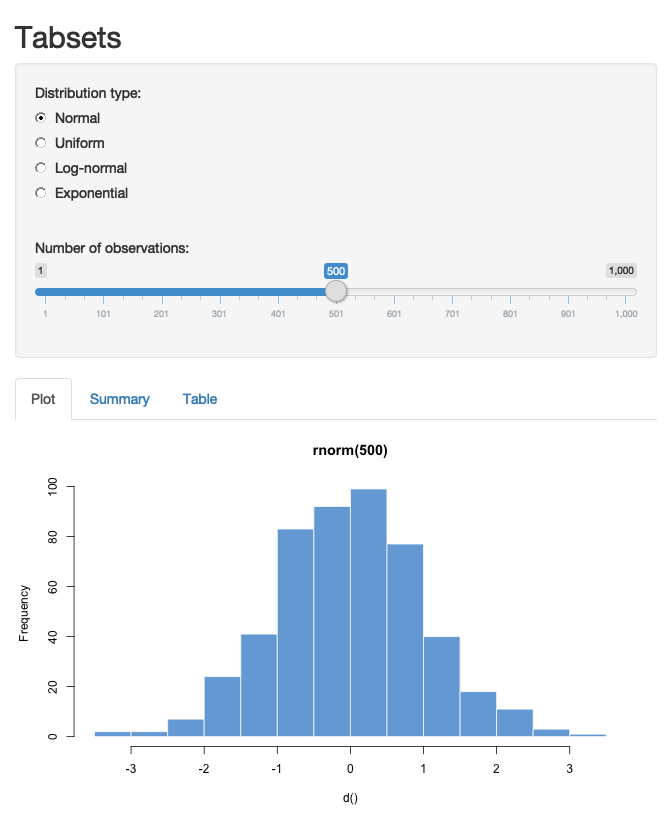 Tabsets
Distribution type:
Normal
Uniform
Log-normal
Exponential
Number of observations:
1 500 1,000
1 101 201 301 401 501 601 701 801 901 1,000
Plot Summary Table
rnorm(500)
Frequency
100
80
60
40
20
0
-3 -2 -1 0 1 2 3
d()